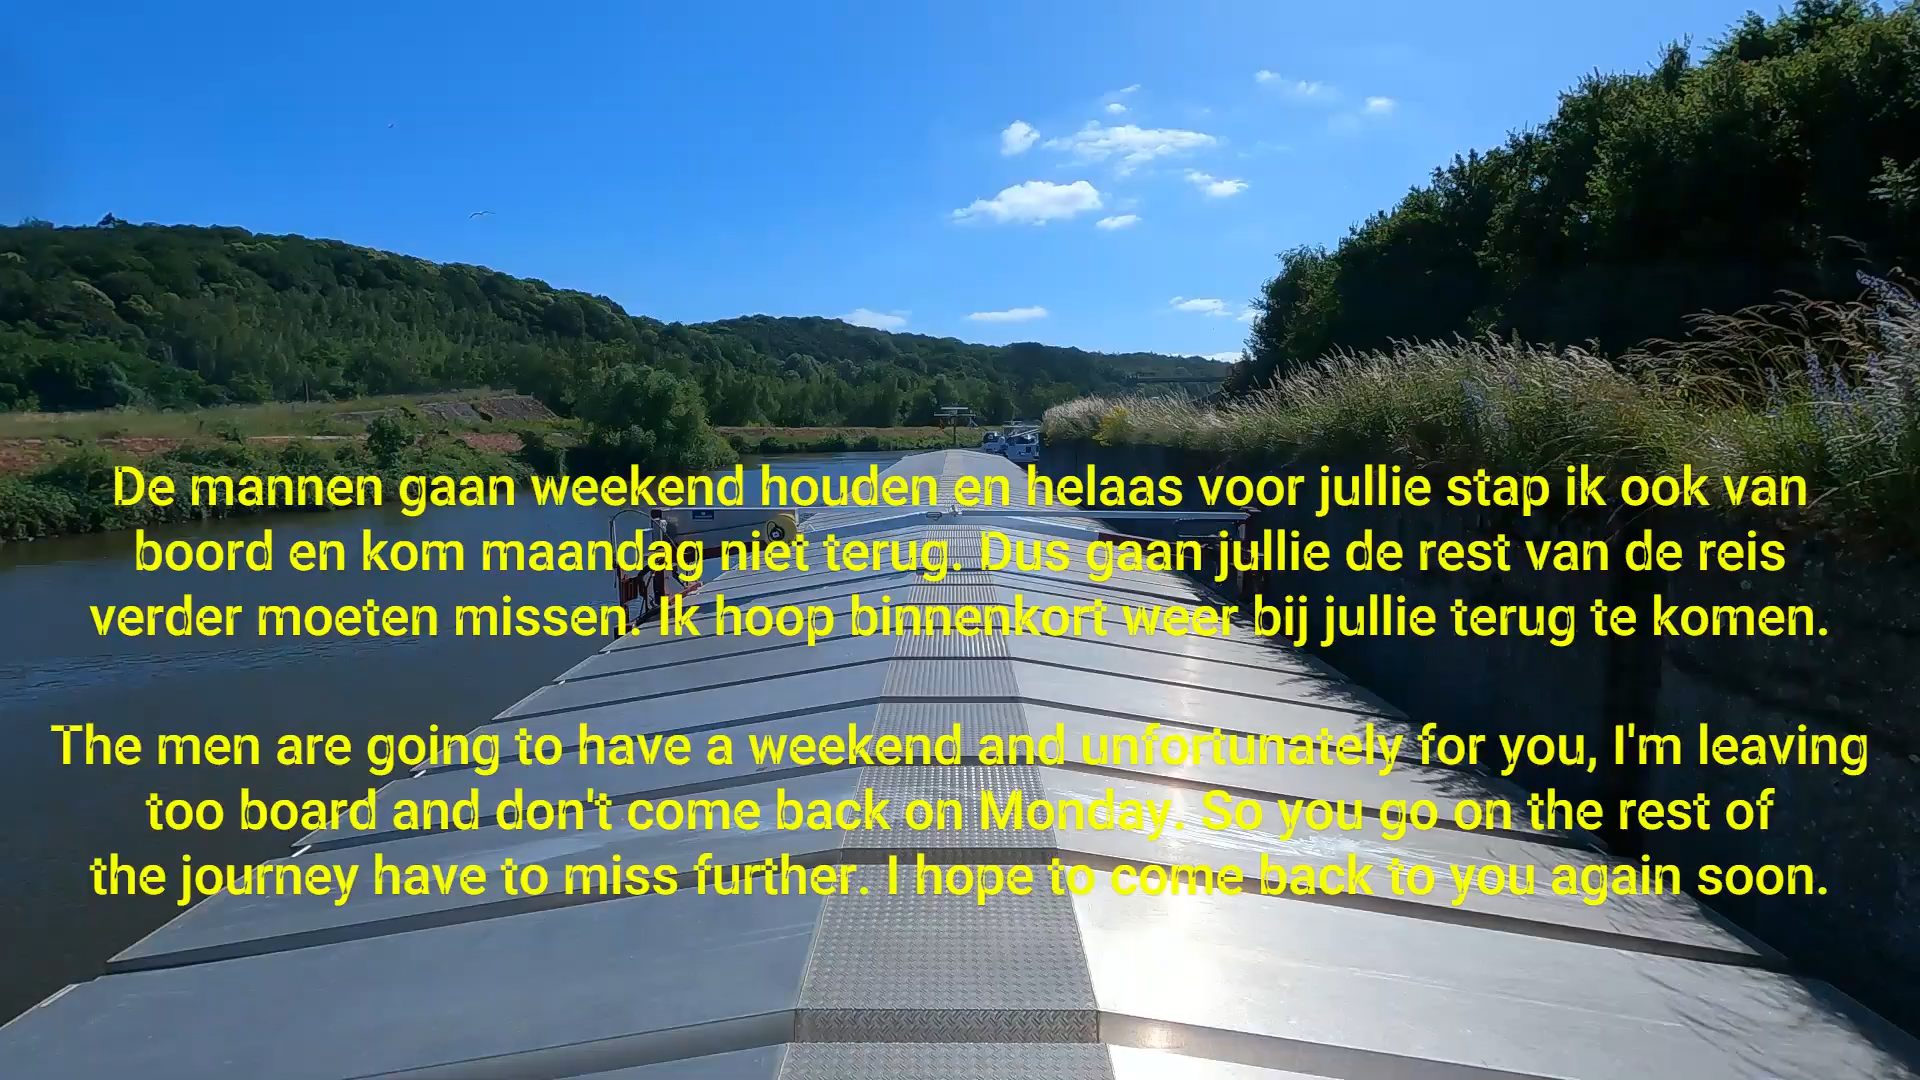 De mannen gaan weekend houden en helaas voor jullie stap ik ook van
boord en kom maandag niet terug. Dus gaan jullie de rest van de reis
verder moeten missen. Ik hoop binnenkort weer bij jullie terug te komen.
The men are going to have a weekend and unfortunately for you, I'm leaving
too board and don't come back on Monday. So you go on the rest of
the journey have to miss further. I hope to come back to you again soon.